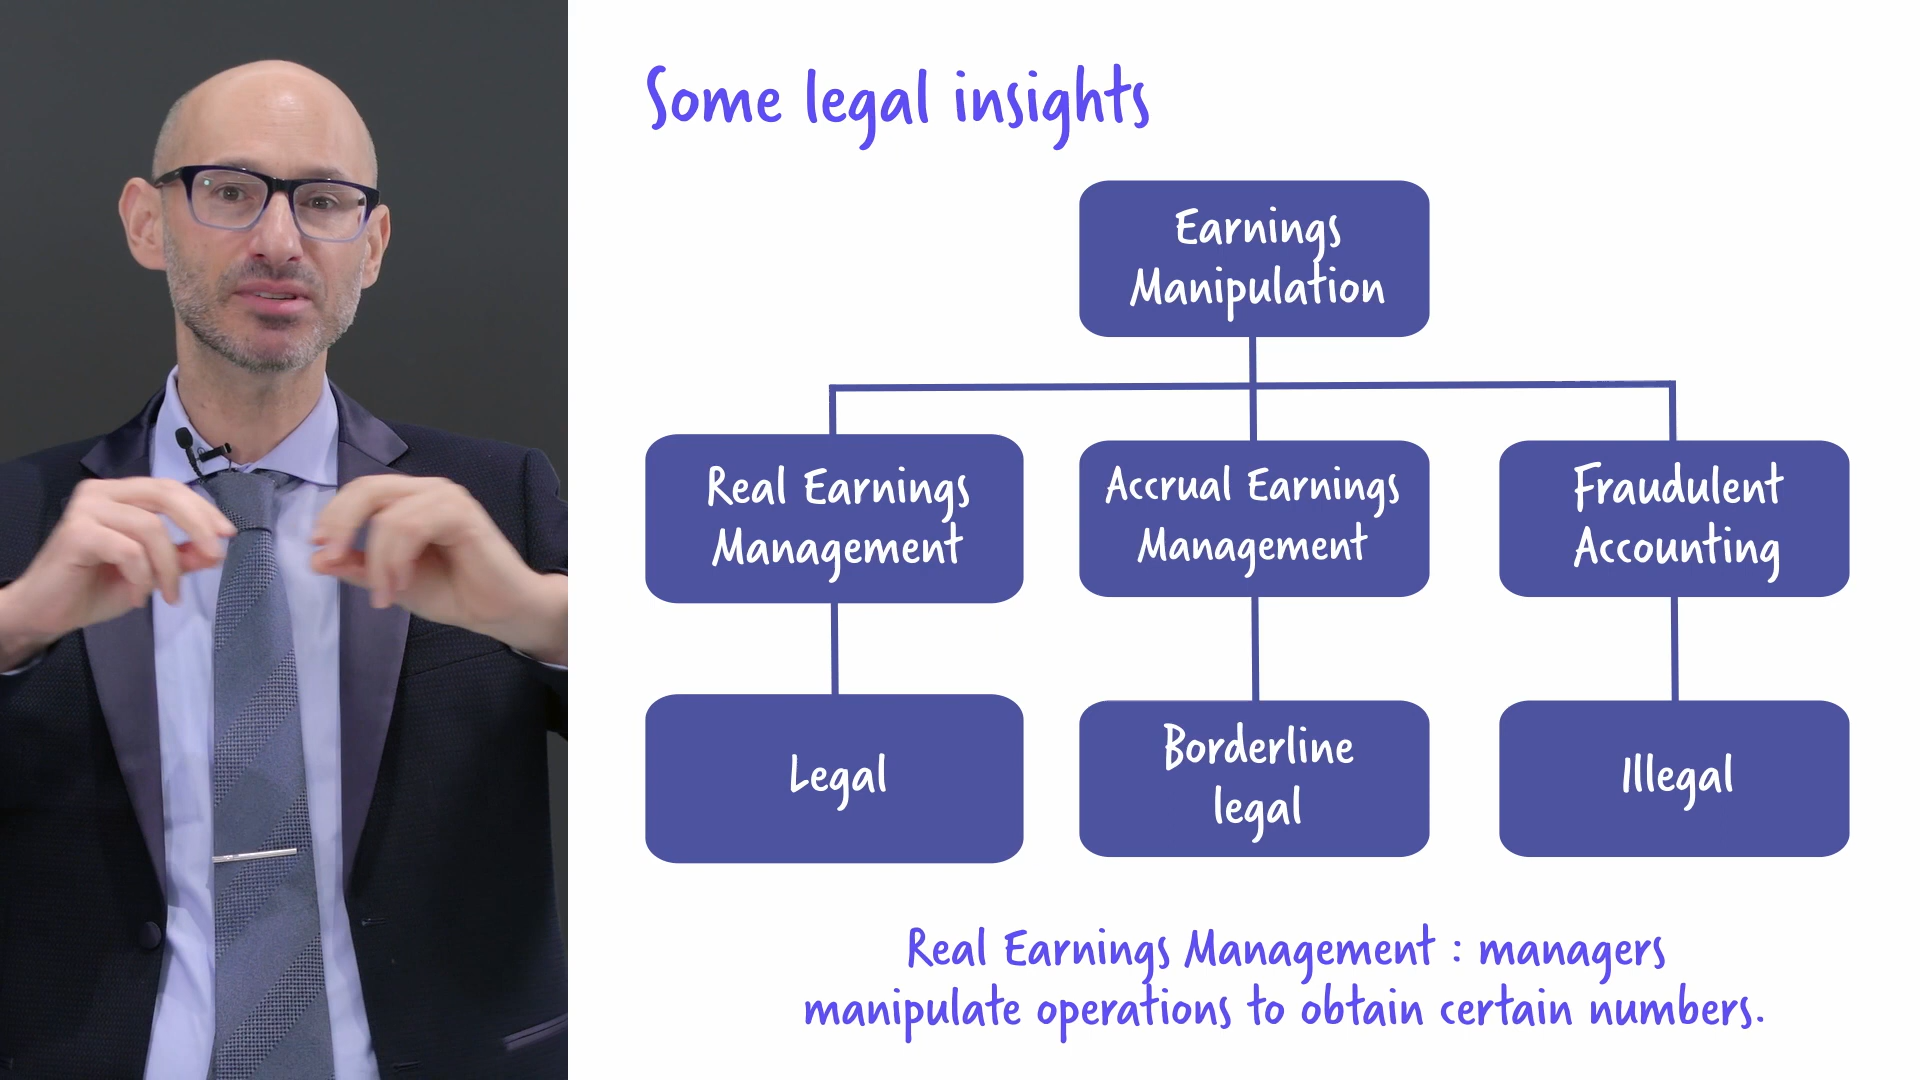 Some legal insights
Earnings
Manipulation
Real Earnings
Management
Accrual Earnings
Management
Fraudulent
Accounting
Legal
Borderline
legal
Illegal
Real Earnings Management : managers
manipulate operations to obtain certain numbers.